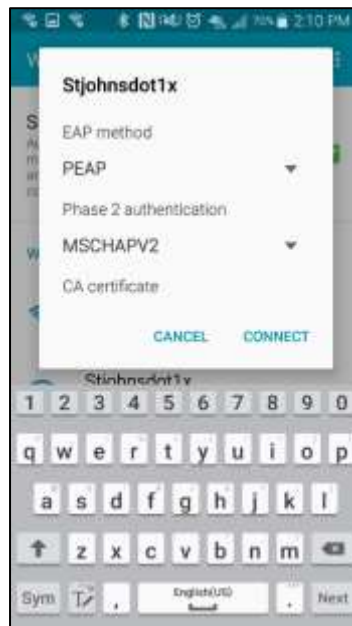 70% 2:10 PM
W
Stjohnsdot1x
S
EAP method
PEAP
Phase 2 authentication
W
MSCHAPV2
CA certificate
CANCEL CONNECT
Stjohnsdot1x
1 2 3 4 5 6 7 8 9 0
q w e r t y u i o p
a s d f g h j k l
z x c v b n m
Sym , English(US) . Next